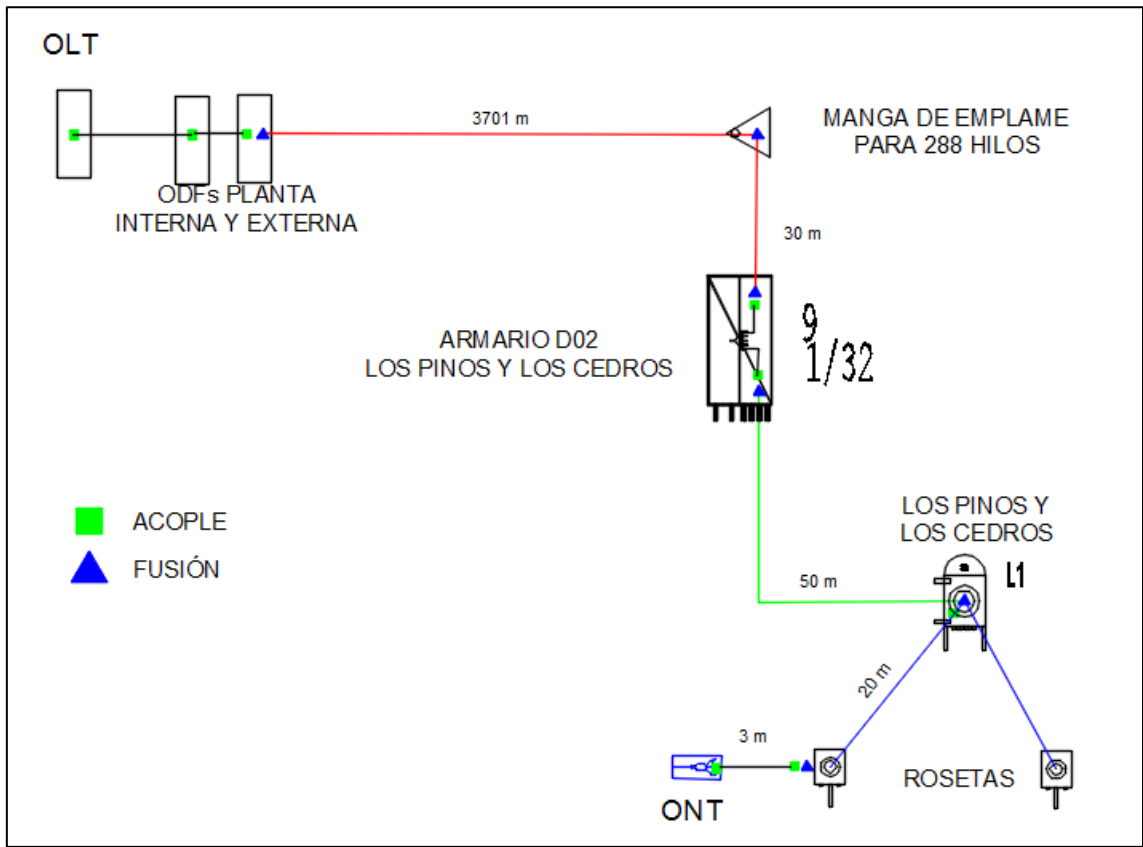 OLT
3701 m
MANGA DE EMPLAME
PARA 288 HILOS
ODFs PLANTA
INTERNA Y EXTERNA
30 m
ARMARIO D02
LOS PINOS Y LOS CEDROS
9
1/32
ACOPLE
FUSIÓN
LOS PINOS Y
LOS CEDROS
L1
50 m
20 m
3 m
ROSETAS
ONT